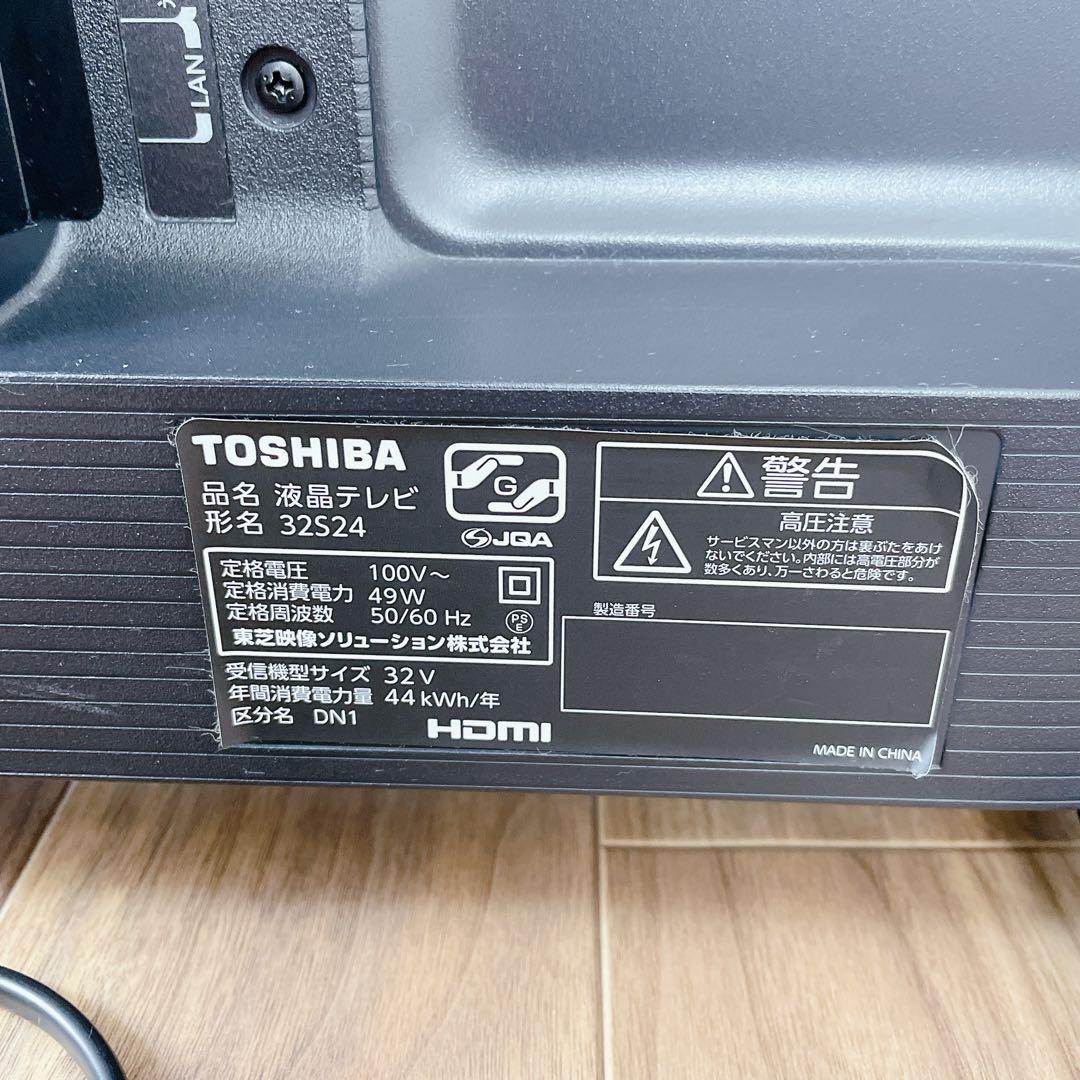 LAN
TOSHIBA
品名 液晶テレビ
形名 32S24
G
JQA
定格電圧 100V～
定格消費電力 49W
定格周波数 50/60 Hz
PS
E
東芝映像ソリューション株式会社
受信機型サイズ 32V
年間消費電力量 44kWh/年
区分名 DN1
HDMI
警告
高圧注意
サービスマン以外の方は裏ぶたをあけ
ないでください。内部には高電圧部分が
数多くあり、万一さわると危険です。
製造番号
MADE IN CHINA